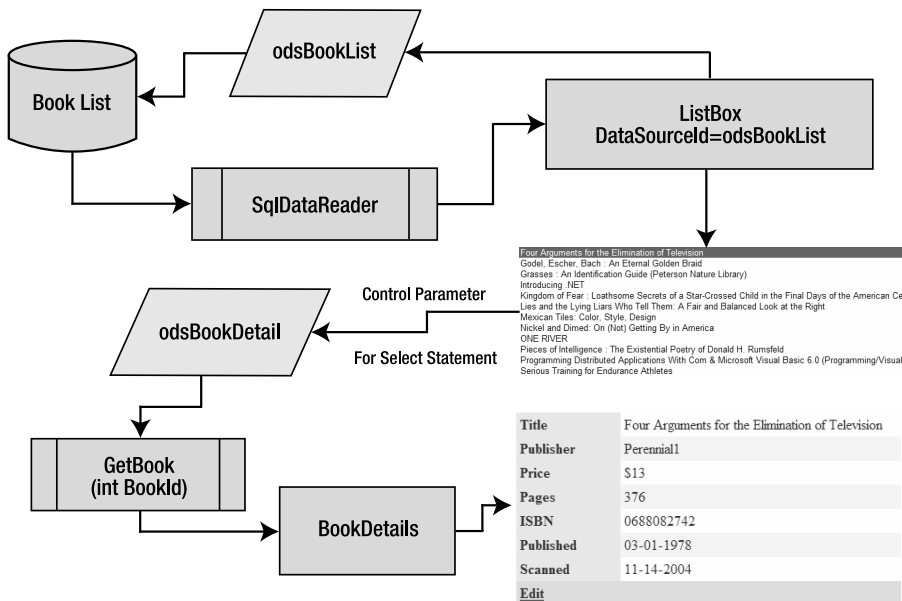 odsBookList
Book List
ListBox
DataSourceId=odsBookList
SqlDataReader
Four Arguments for the Elimination of Television
Godel, Escher, Bach : An Eternal Golden Braid
Grasses : An Identification Guide (Peterson Nature Library)
Introducing .NET
Kingdom of Fear : Loathsome Secrets of a Star-Crossed Child in the Final Days of the American Ce
Lies and the Lying Liars Who Tell Them: A Fair and Balanced Look at the Right
Mexican Tiles: Color, Style, Design
Nickel and Dimed: On (Not) Getting By in America
ONE RIVER
Pieces of Intelligence : The Existential Poetry of Donald H. Rumsfeld
Programming Distributed Applications With Com & Microsoft Visual Basic 6.0 (Programming/Visual
Serious Training for Endurance Athletes
Control Parameter
For Select Statement
odsBookDetail
GetBook
(int BookId)
BookDetails
Title Four Arguments for the Elimination of Television
Publisher Perennial1
Price $13
Pages 376
ISBN 0688082742
Published 03-01-1978
Scanned 11-14-2004
Edit